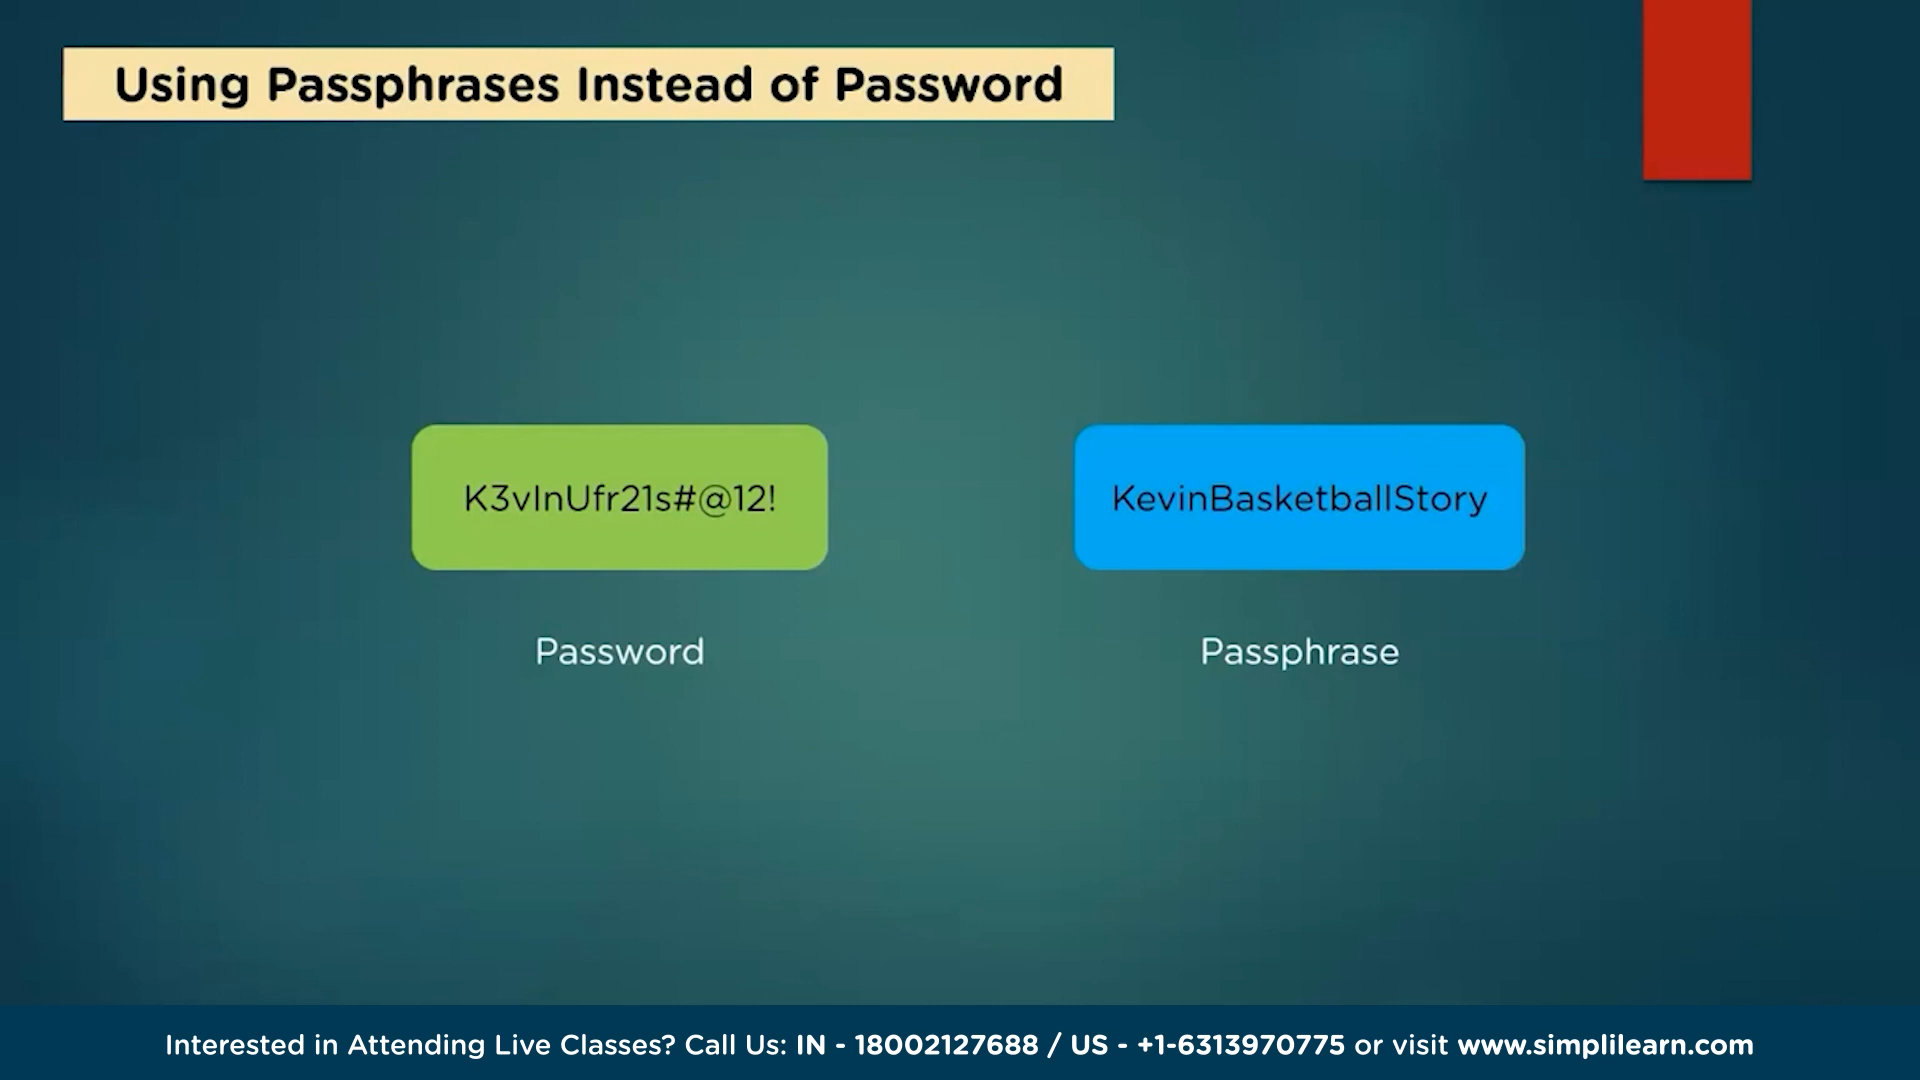 Using Passphrases Instead of Password
K3vInUfr21s#@12!
KevinBasketballStory
Password
Passphrase
Interested in Attending Live Classes? Call Us: IN - 18002127688 / US - +1-6313970775 or visit www.simplilearn.com